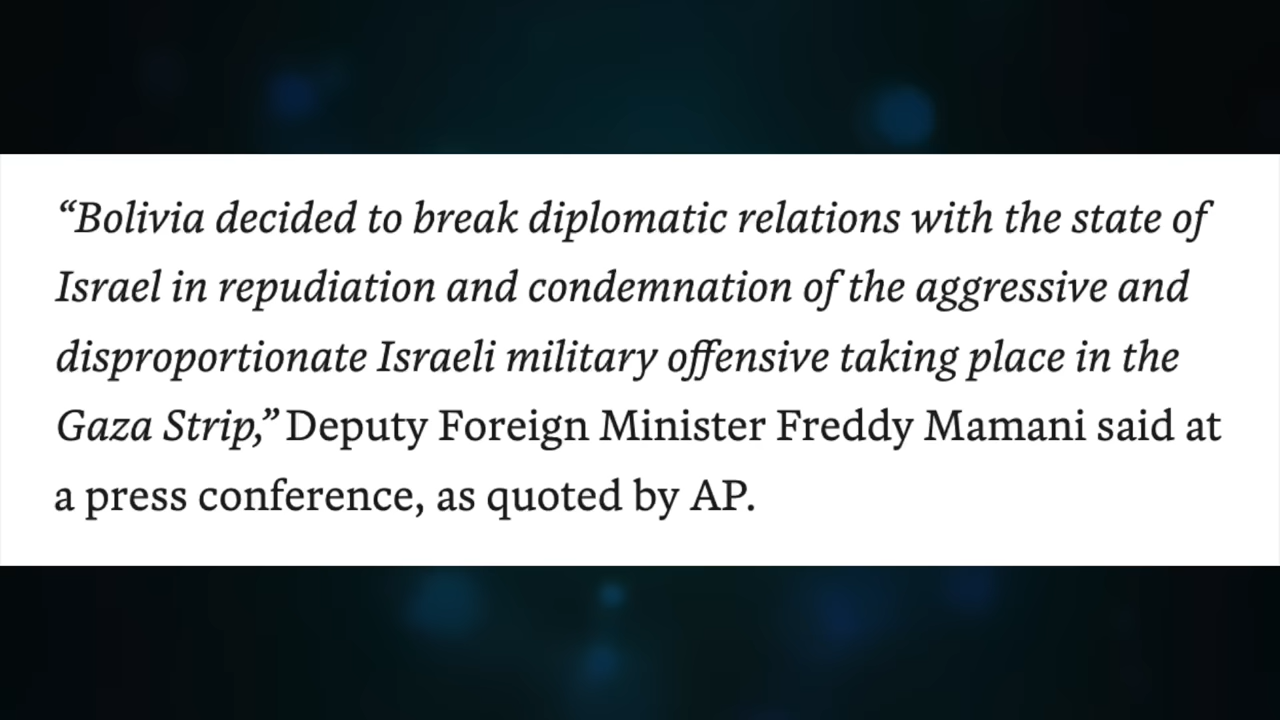 “Bolivia decided to break diplomatic relations with the state of
Israel in repudiation and condemnation of the aggressive and
disproportionate Israeli military offensive taking place in the
Gaza Strip,” Deputy Foreign Minister Freddy Mamani said at
a press conference, as quoted by AP.